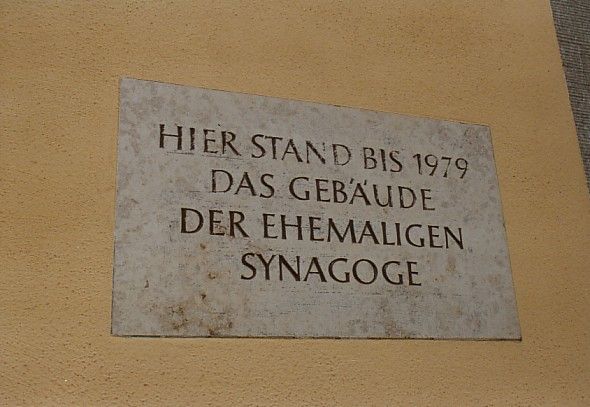 HIER STAND BIS 1979
DAS GEBÄUDE
DER EHEMALIGEN
SYNAGOGE